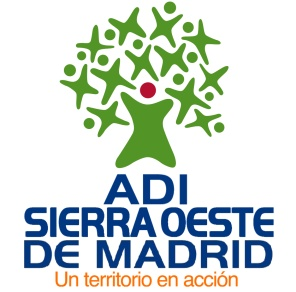 ADI
SIERRA OESTE
DE MADRID
Un territorio en acción